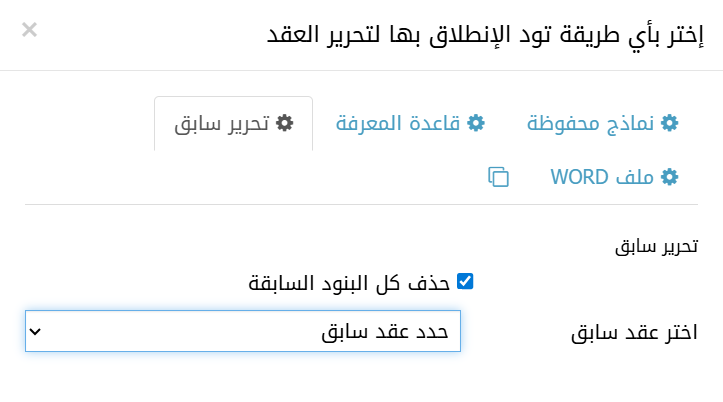 إختر بأي طريقة تود الإنطلاق بها لتحرير العقد ×
نماذج محفوظة قاعدة المعرفة تحرير سابق
ملف WORD
تحرير سابق
حذف كل البنود السابقة
اختر عقد سابق حدد عقد سابق